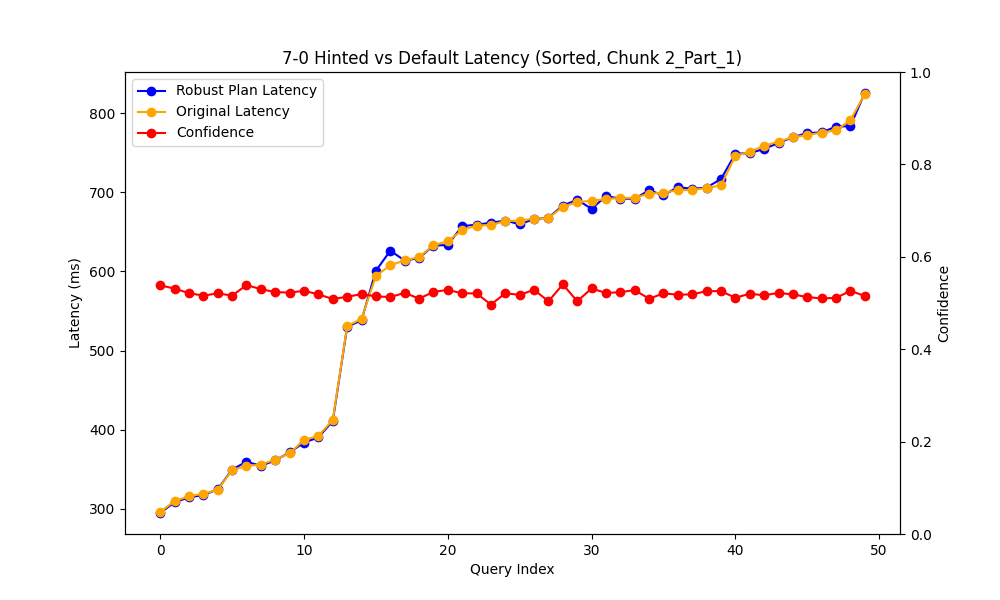 7-0 Hinted vs Default Latency (Sorted, Chunk 2_Part_1)
Robust Plan Latency
Original Latency
Confidence
Latency (ms)
800
700
600
500
400
300
1.0
0.8
0.6
0.4
0.2
0.0
Confidence
0 10 20 30 40 50
Query Index